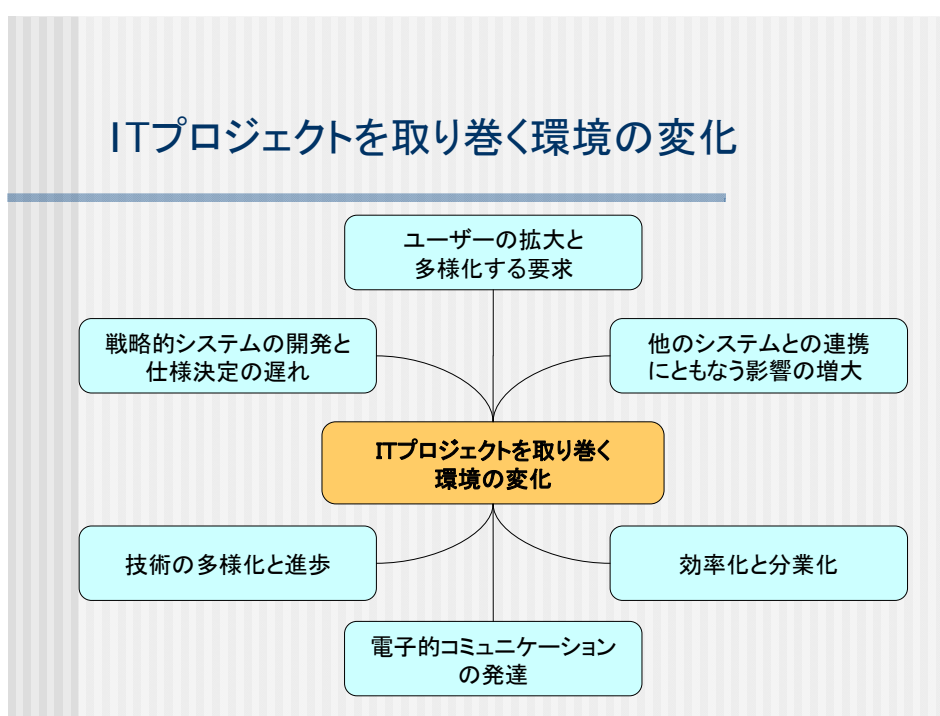 ITプロジェクトを取り巻く環境の変化
ユーザーの拡大と
多様化する要求
戦略的システムの開発と
仕様決定の遅れ
他のシステムとの連携
にともなう影響の増大
ITプロジェクトを取り巻く
環境の変化
技術の多様化と進歩
効率化と分業化
電子的コミュニケーション
の発達